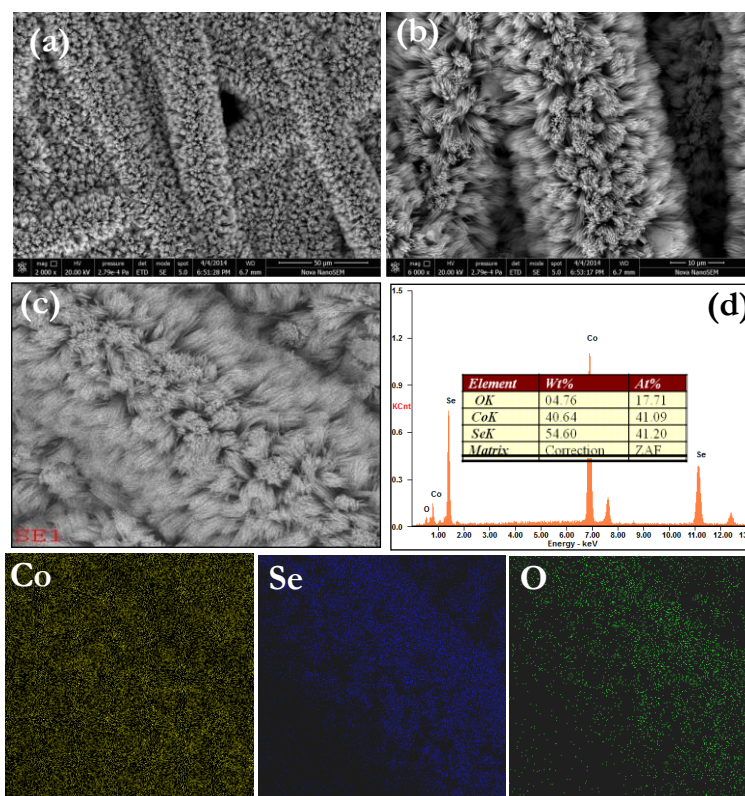 (a)
mag HV pressure det mode spot 4/4/2014 WD 50 µm
2 000 x 20.00 kV 2.79e-4 Pa ETD SE 5.0 6:51:28 PM 6.7 mm Nova NanoSEM
(b)
mag HV pressure det mode spot 4/4/2014 WD 10 µm
6 000 x 20.00 kV 2.79e-4 Pa ETD SE 5.0 6:53:17 PM 6.7 mm Nova NanoSEM
(c)
SE1
(d)
1.5
1.2
0.9
KCnt
0.6
0.3
0.0
Co
Se
Co
O
Se
Element Wt% At%
OK 04.76 17.71
CoK 40.64 41.09
SeK 54.60 41.20
Matrix Correction ZAF
1.00 2.00 3.00 4.00 5.00 6.00 7.00 8.00 9.00 10.00 11.00 12.00
Energy - keV
Co
Se
O